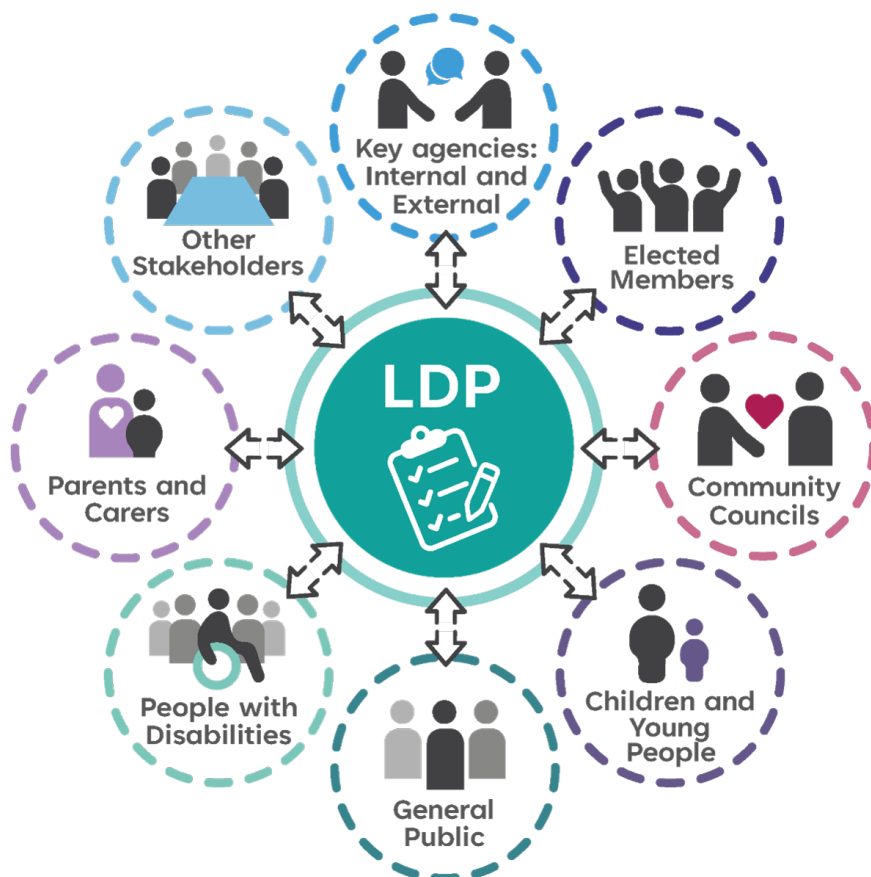 Key agencies:
Internal and
External
Elected
Members
Community
Councils
Children and
Young
People
General
Public
People with
Disabilities
Parents and
Carers
Other
Stakeholders
LDP